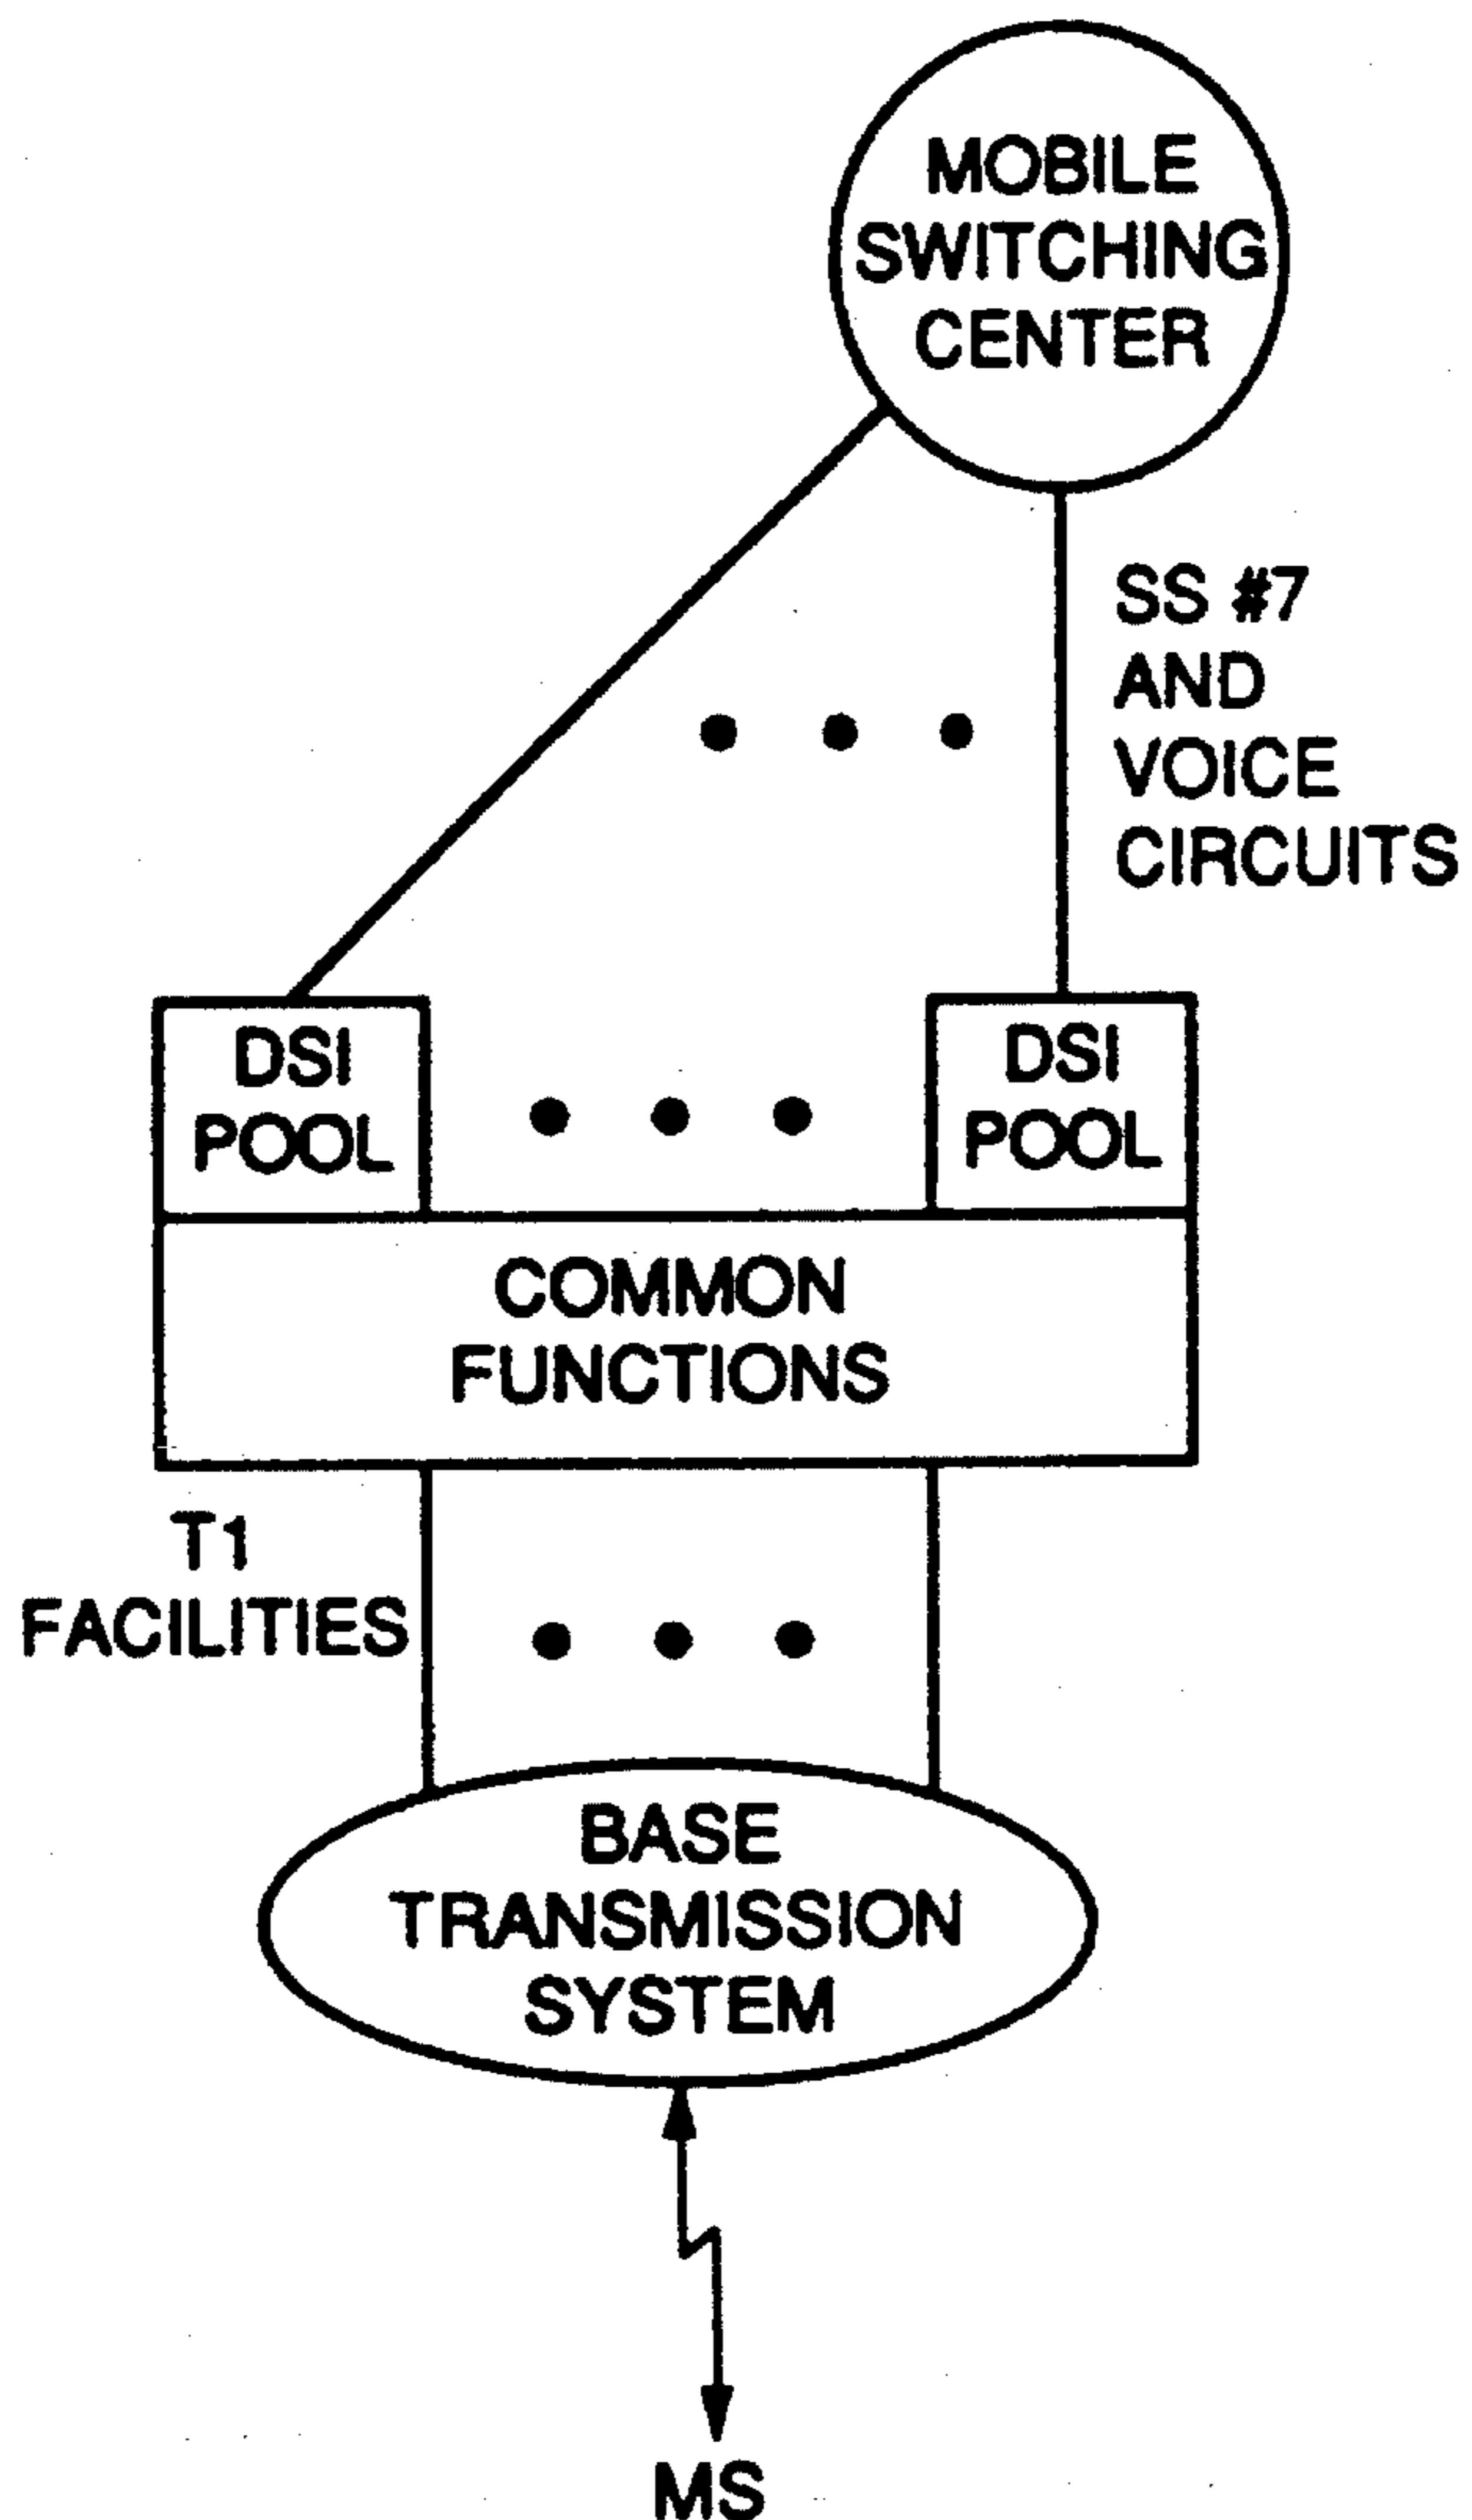 MOBILE
SWITCHING
CENTER
SS #7
AND
VOICE
CIRCUITS
DSI
POOL
DSI
POOL
COMMON
FUNCTIONS
T1
FACILITIES
BASE
TRANSMISSION
SYSTEM
MS